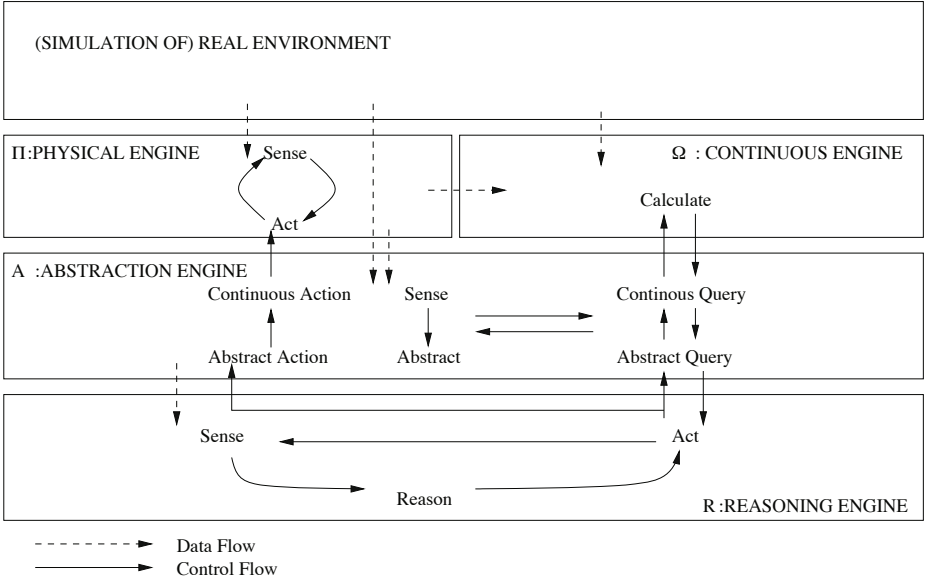 (SIMULATION OF) REAL ENVIRONMENT
Π:PHYSICAL ENGINE
Sense
Act
Ω : CONTINUOUS ENGINE
Calculate
A :ABSTRACTION ENGINE
Continuous Action
Sense
Continous Query
Abstract Action
Abstract
Abstract Query
Sense
Act
Reason
R:REASONING ENGINE
Data Flow
Control Flow